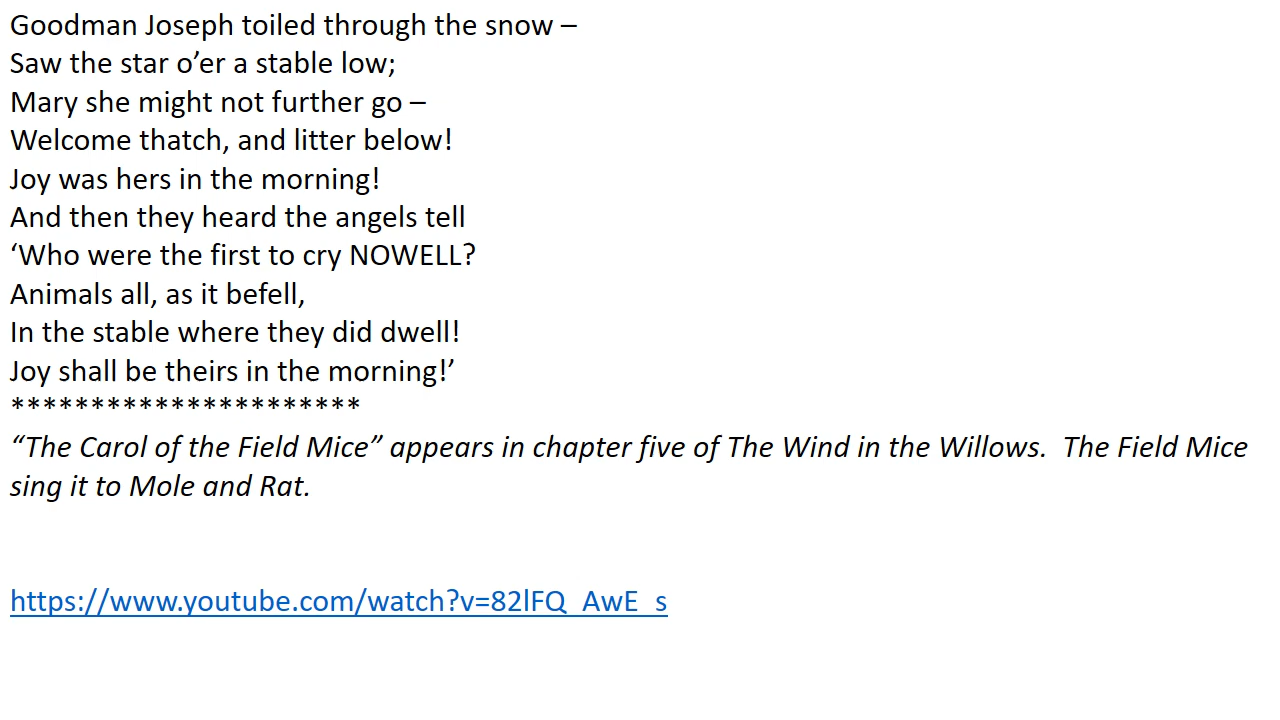 Goodman Joseph toiled through the snow –
Saw the star o’er a stable low;
Mary she might not further go –
Welcome thatch, and litter below!
Joy was hers in the morning!
And then they heard the angels tell
‘Who were the first to cry NOWELL?
Animals all, as it befell,
In the stable where they did dwell!
Joy shall be theirs in the morning!’
**********************
“The Carol of the Field Mice” appears in chapter five of The Wind in the Willows.  The Field Mice
sing it to Mole and Rat.
https://www.youtube.com/watch?v=82lFQ_AwE_s